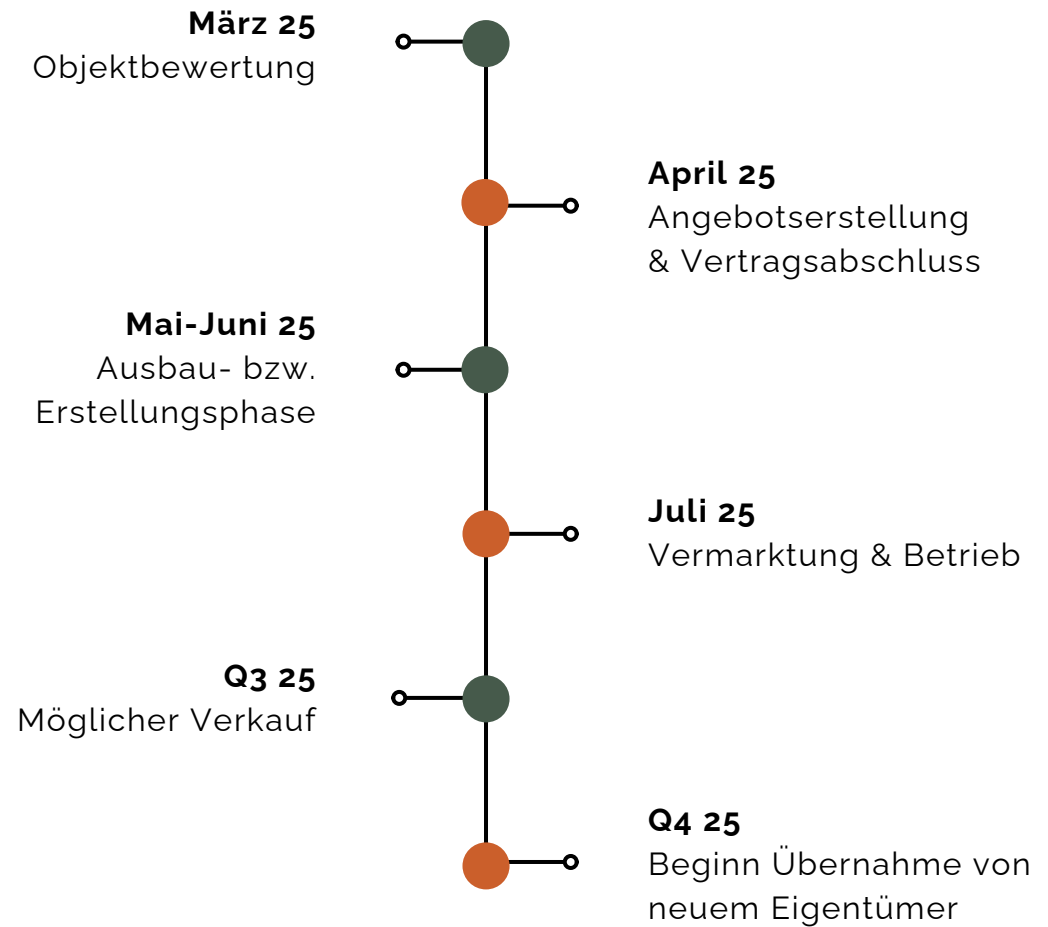 März 25
Objektbewertung
April 25
Angebotserstellung
& Vertragsabschluss
Mai-Juni 25
Ausbau- bzw.
Erstellungsphase
Juli 25
Vermarktung & Betrieb
Q3 25
Möglicher Verkauf
Q4 25
Beginn Übernahme von
neuem Eigentümer